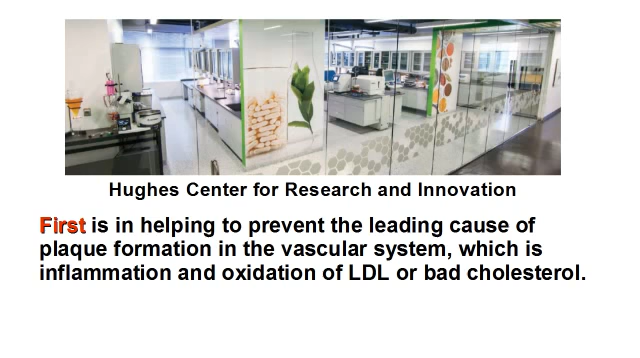 Hughes Center for Research and Innovation
First is in helping to prevent the leading cause of
plaque formation in the vascular system, which is
inflammation and oxidation of LDL or bad cholesterol.